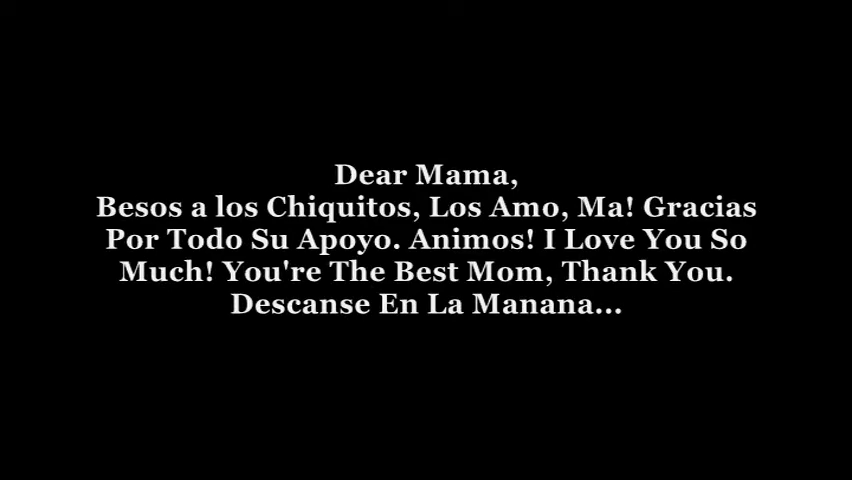 Dear Mama,
Besos a los Chiquitos, Los Amo, Ma! Gracias
Por Todo Su Apoyo. Animos! I Love You So
Much! You're The Best Mom, Thank You.
Descanse En La Manana...